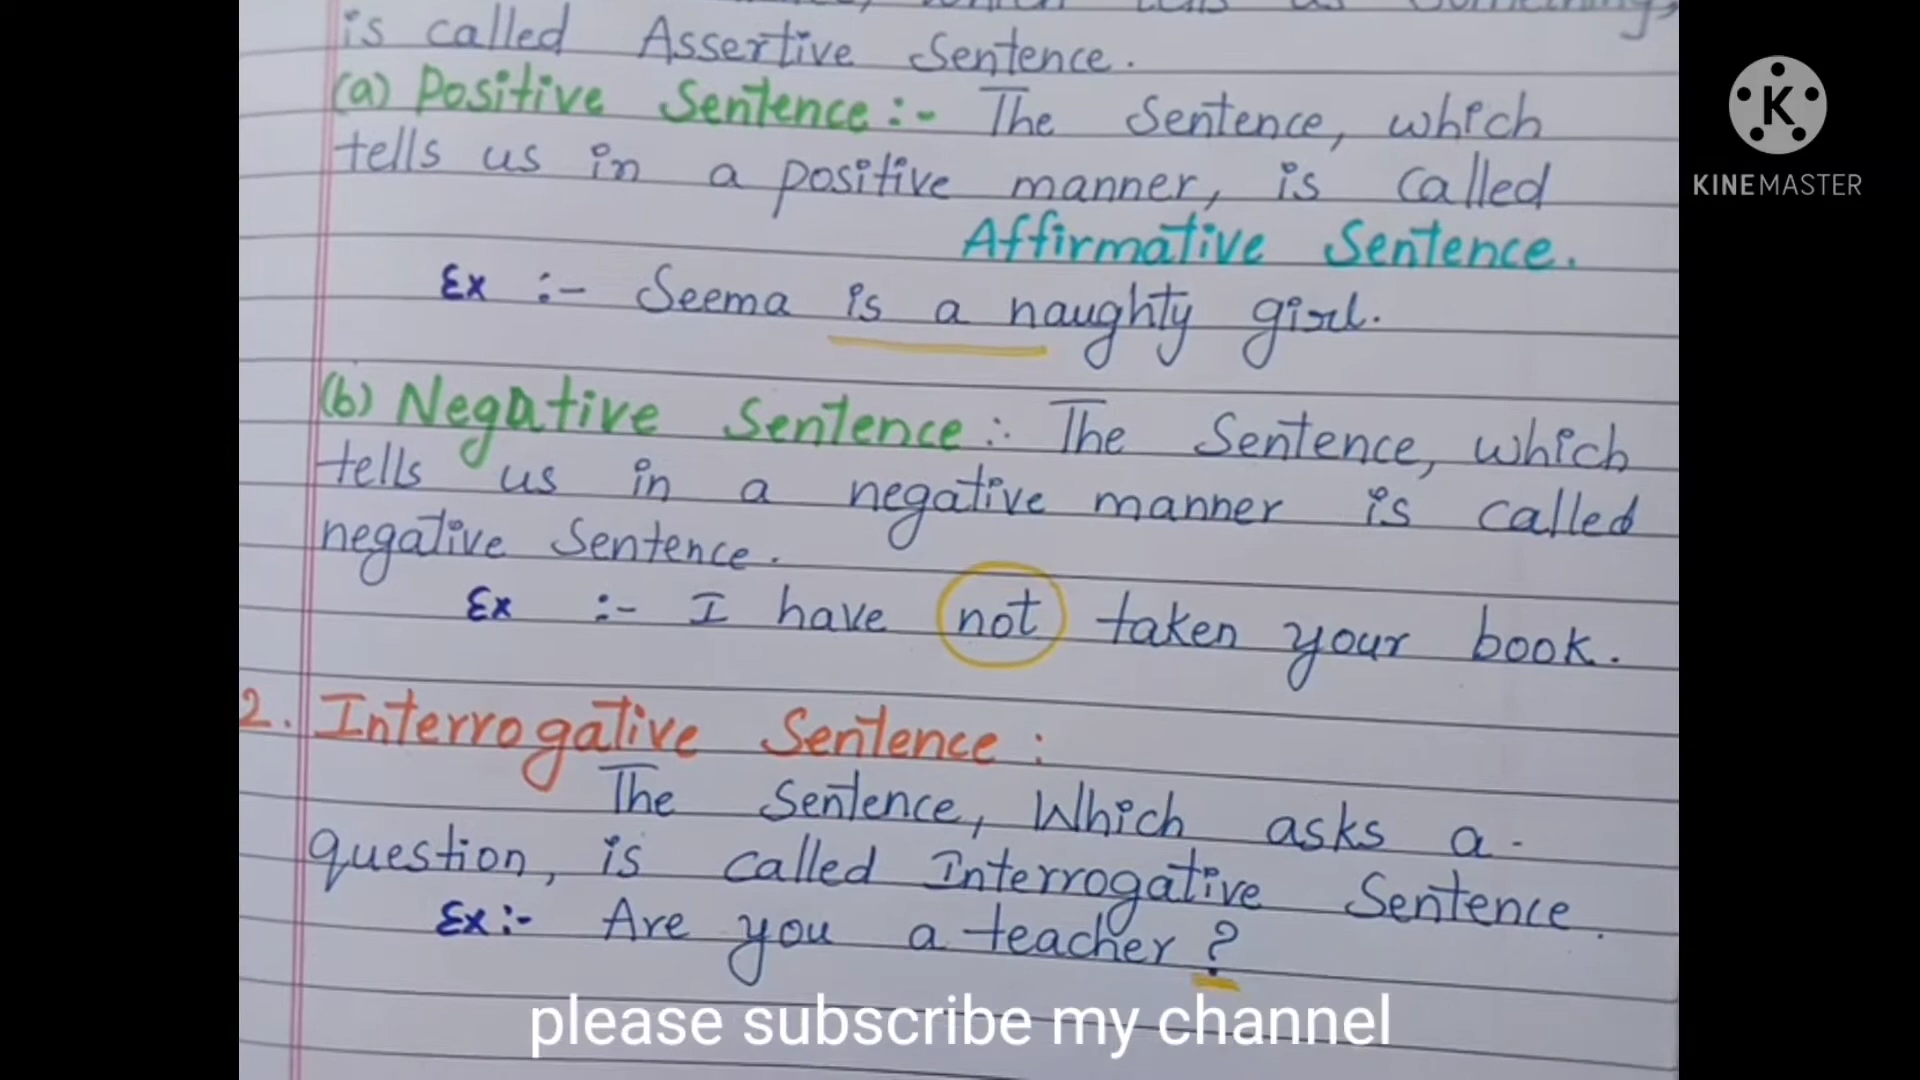 is called Assertive Sentence.
(a) Positive Sentence:- The Sentence, which
tells us in a positive manner, is called
Affirmative Sentence.
Ex :- Seema is a naughty girl.
(b) Negative Sentence:- The Sentence, which
tells us in a negative manner is called
negative Sentence.
Ex :- I have not taken your book.
2. Interrogative Sentence:
The Sentence, Which asks a -
question, is called Interrogative Sentence.
Ex:- Are you a teacher?
please subscribe my channel
K
KINEMASTER